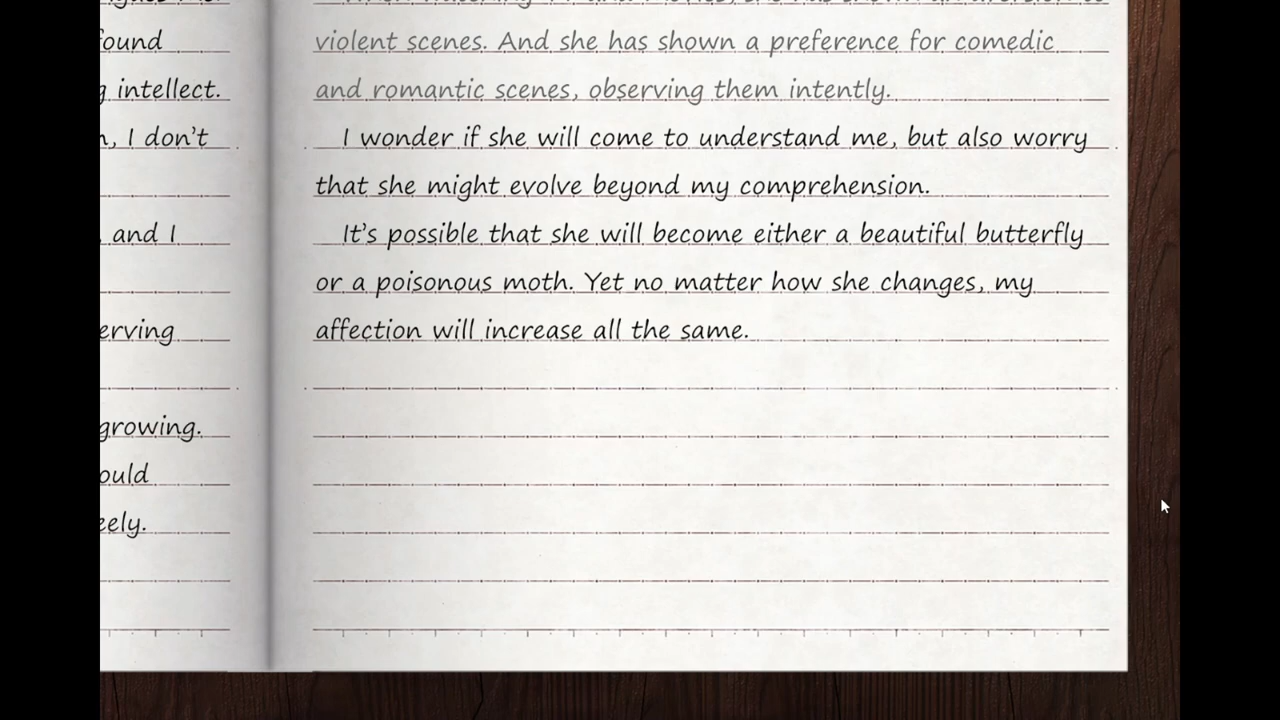 found
intellect.
I don't
and I
growing.
violent scenes. And she has shown a preference for comedic
and romantic scenes, observing them intently.
I wonder if she will come to understand me, but also worry
that she might evolve beyond my comprehension.
It's possible that she will become either a beautiful butterfly
or a poisonous moth. Yet no matter how she changes, my
affection will increase all the same.